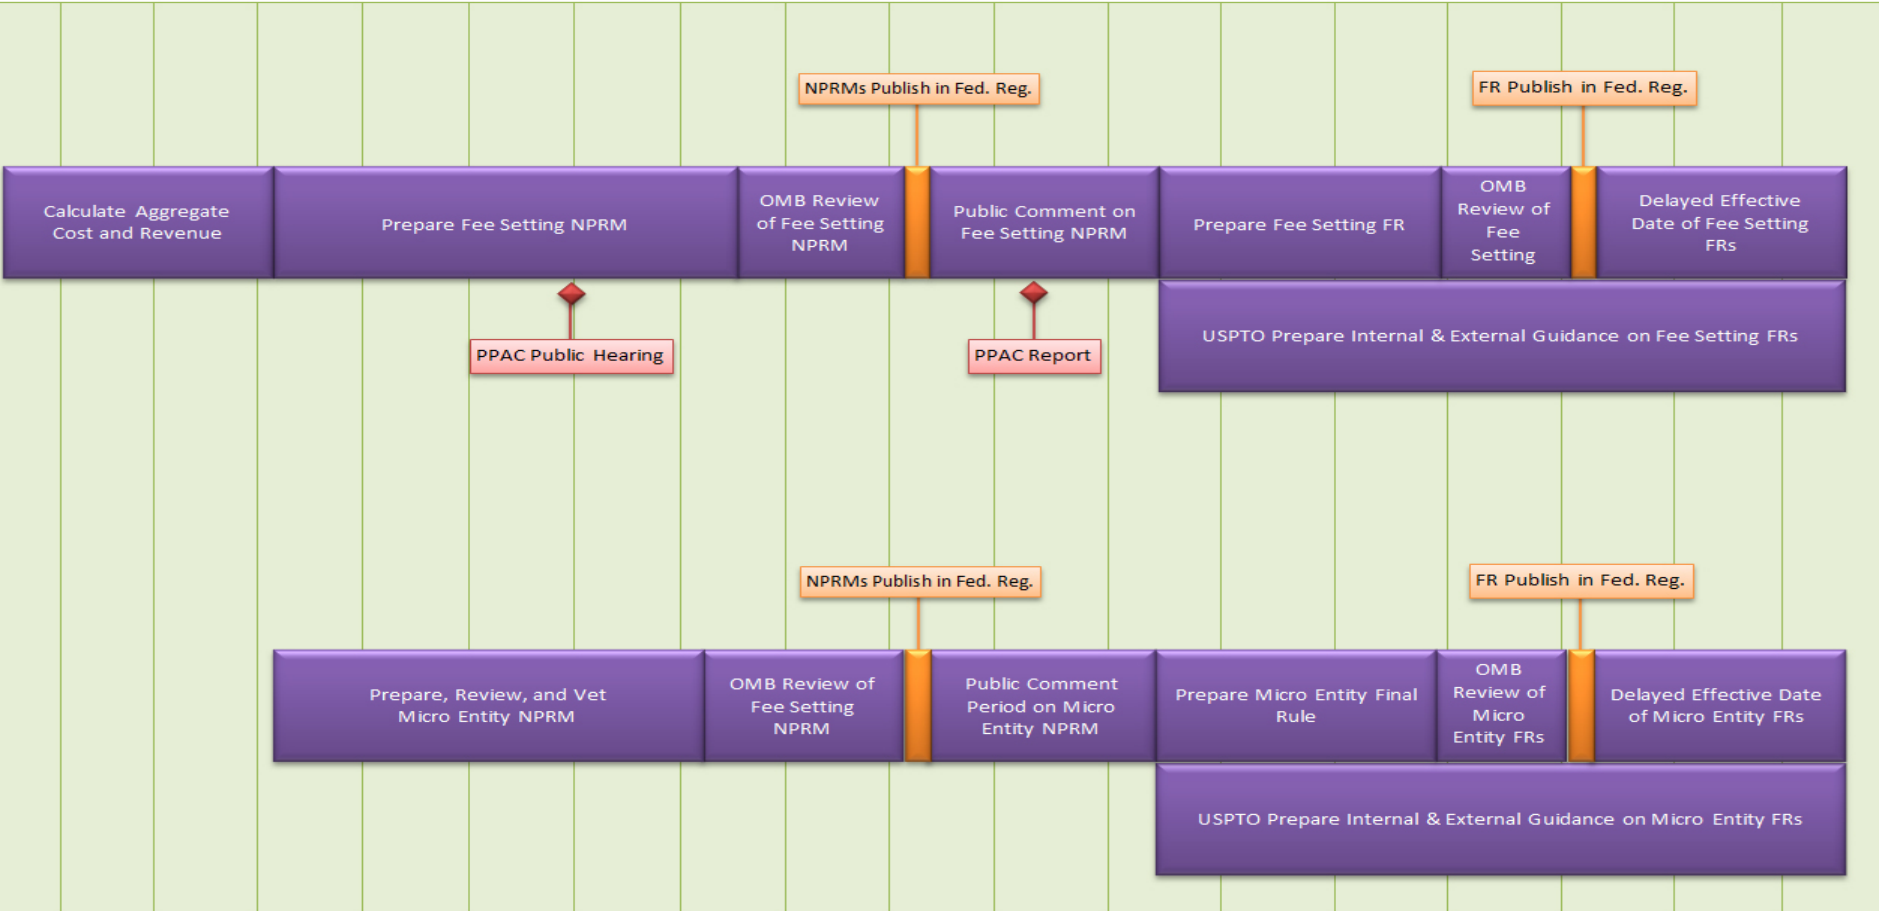 NPRMs Publish in Fed. Reg.
FR Publish in Fed. Reg.
Calculate Aggregate
Cost and Revenue
Prepare Fee Setting NPRM
OMB Review
of Fee Setting
NPRM
Public Comment on
Fee Setting NPRM
Prepare Fee Setting FR
OMB
Review of
Fee
Setting
Delayed Effective
Date of Fee Setting
FRs
PPAC Public Hearing
PPAC Report
USPTO Prepare Internal & External Guidance on Fee Setting FRs
NPRMs Publish in Fed. Reg.
FR Publish in Fed. Reg.
Prepare, Review, and Vet
Micro Entity NPRM
OMB Review of
Fee Setting
NPRM
Public Comment
Period on Micro
Entity NPRM
Prepare Micro Entity Final
Rule
OMB
Review of
Micro
Entity FRs
Delayed Effective Date
of Micro Entity FRs
USPTO Prepare Internal & External Guidance on Micro Entity FRs